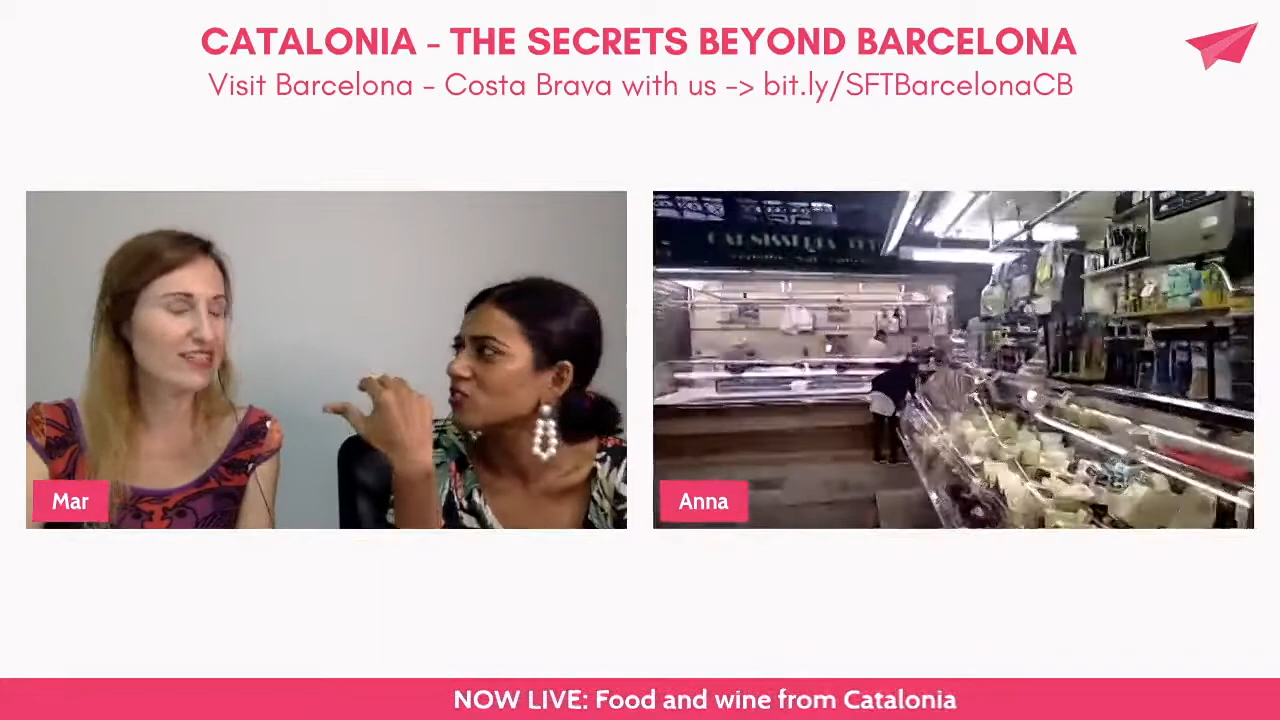 CATALONIA - THE SECRETS BEYOND BARCELONA
Visit Barcelona - Costa Brava with us -> bit.ly/SFTBarcelonaCB
Mar
Anna
NOW LIVE: Food and wine from Catalonia